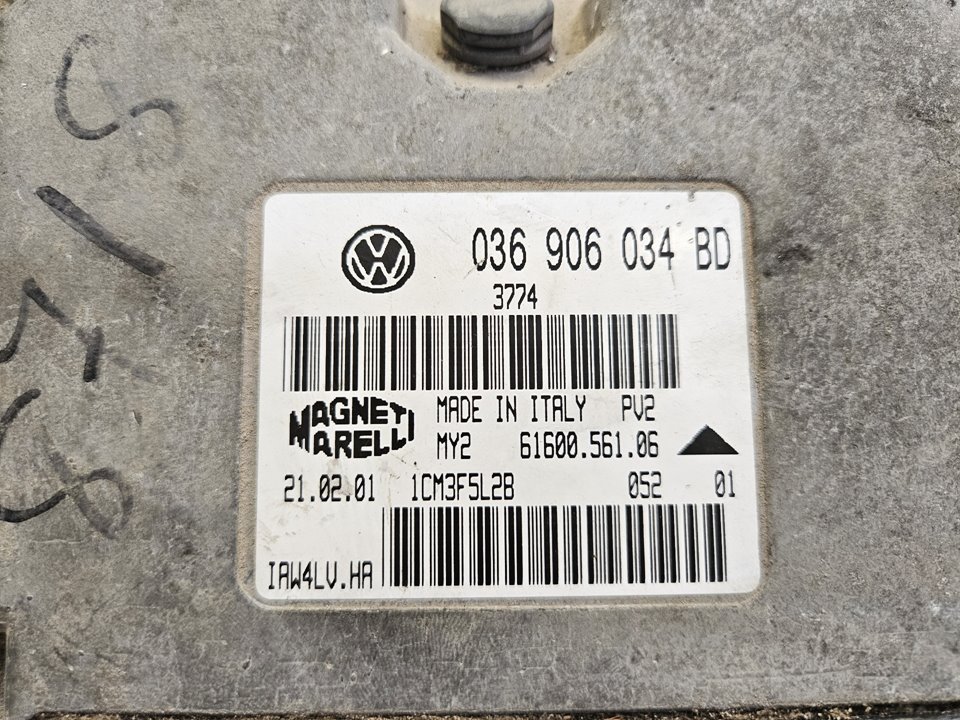 036 906 034 BD
3774
MAGNETI MARELLI
MADE IN ITALY PV2
MY2 61600.561.06
21.02.01 1CM3F5L2B 052 01
IAW4LV.HA